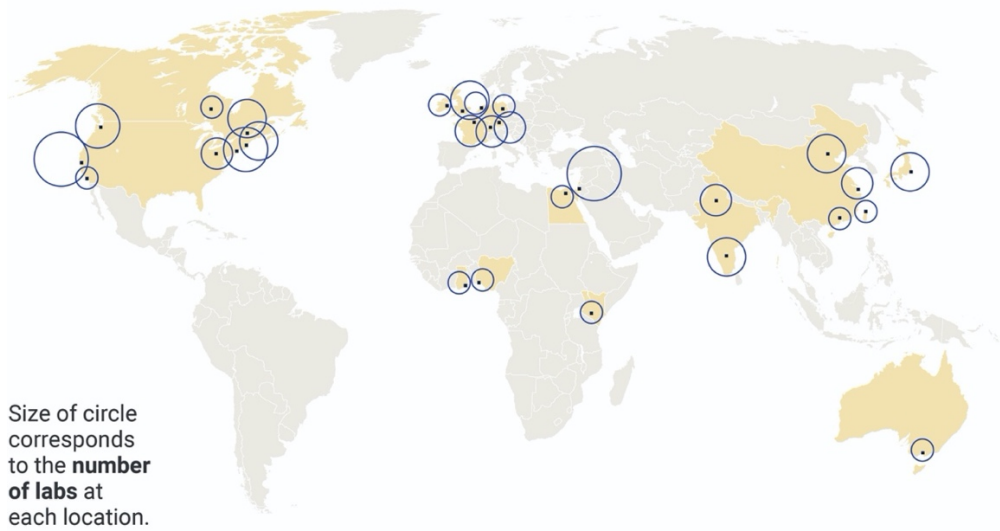 Size of circle
corresponds
to the number
of labs at
each location.